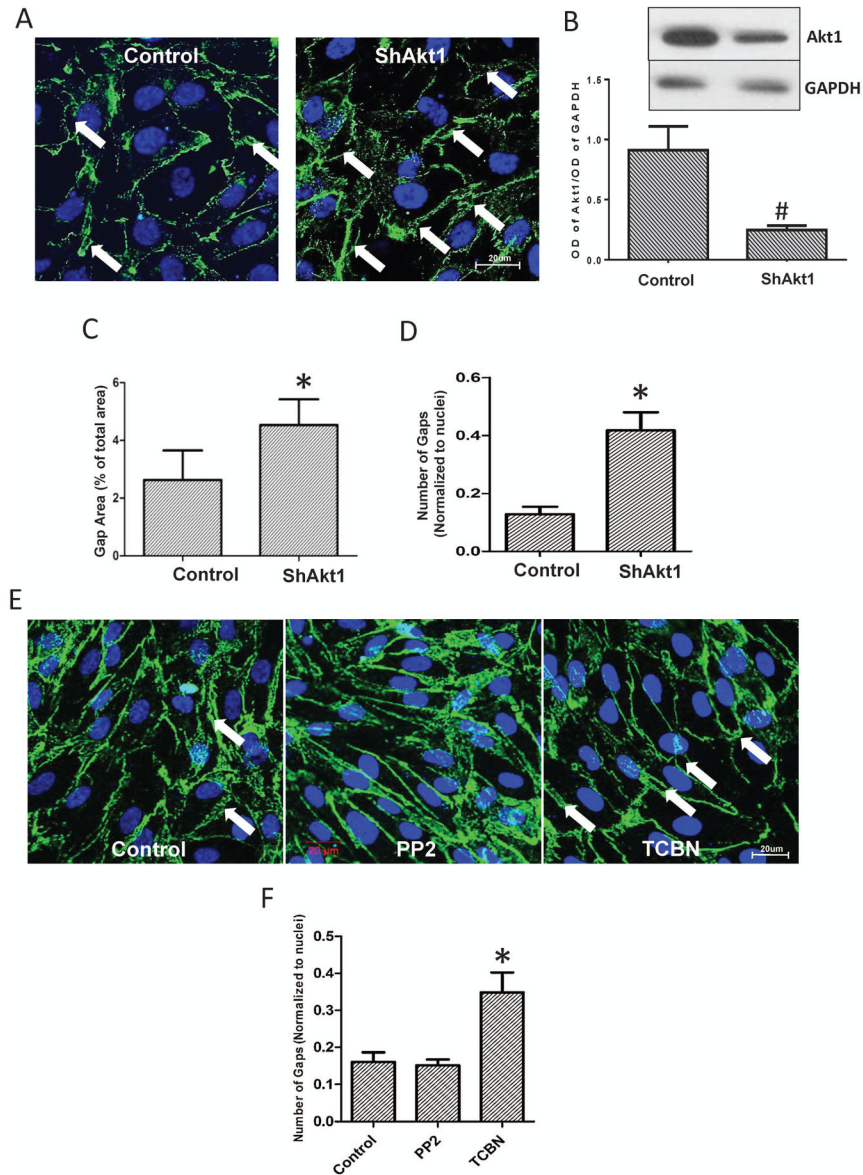 A
Control
ShAkt1
20um
B
Akt1
GAPDH
OD of Akt1/OD of GAPDH
1.5
1.0
0.5
0.0
#
Control
ShAkt1
C
Gap Area (% of total area)
6
4
2
0
*
Control
ShAkt1
D
Number of Gaps
(Normalized to nuclei)
0.6
0.4
0.2
0.0
*
Control
ShAkt1
E
Control
20 µm
PP2
TCBN
20um
F
Number of Gaps (Normalized to nuclei)
0.5
0.4
0.3
0.2
0.1
0.0
*
Control
PP2
TCBN